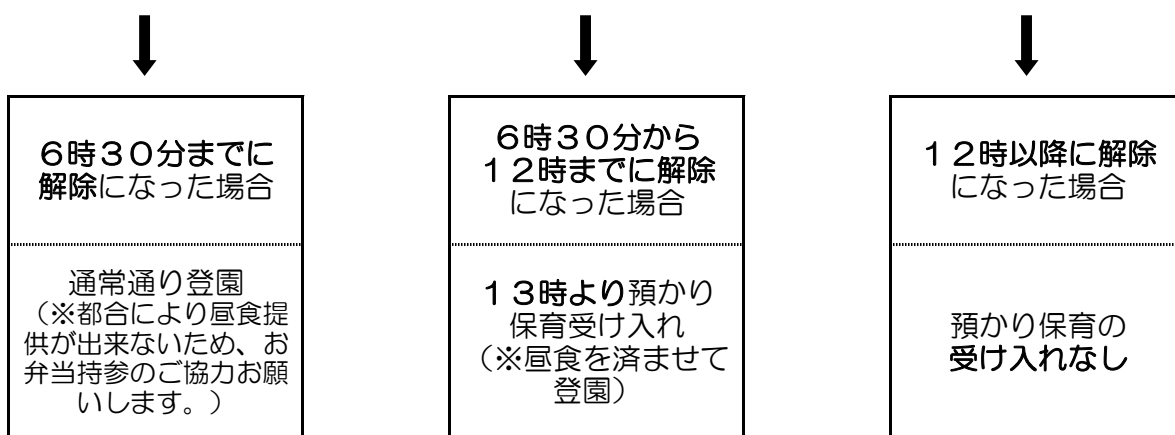 ６時３０分までに
解除になった場合
通常通り登園
（※都合により昼食提
供が出来ないため、お
弁当持参のご協力お願
いします。）
６時３０分から
１２時までに解除
になった場合
１３時より預かり
保育受け入れ
（※昼食を済ませて
登園）
１２時以降に解除
になった場合
預かり保育の
受け入れなし